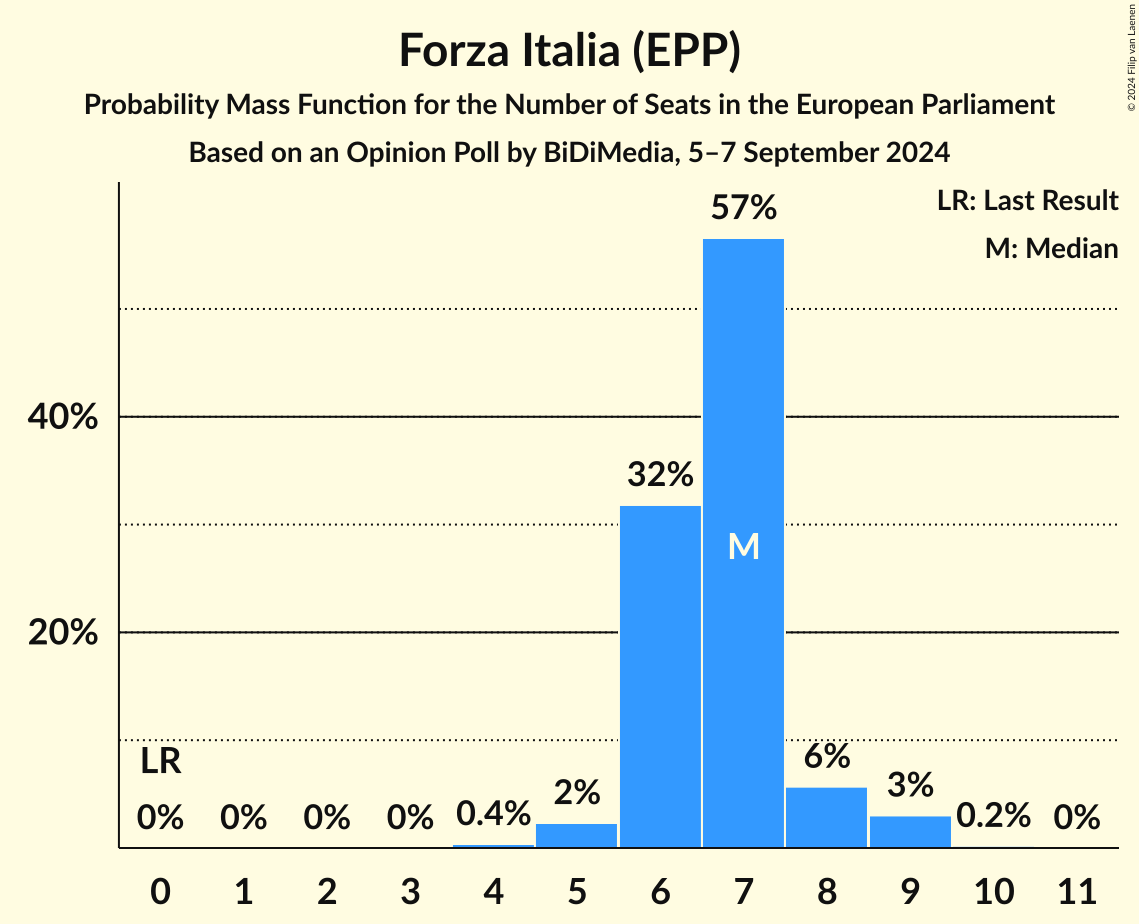 Forza Italia (EPP)
Probability Mass Function for the Number of Seats in the European Parliament
Based on an Opinion Poll by BiDiMedia, 5–7 September 2024
© 2024 Filip van Laenen
LR: Last Result
M: Median
40%
20%
LR
0%
0%
0%
0%
0.4%
2%
32%
57%
M
6%
3%
0.2%
0%
0 1 2 3 4 5 6 7 8 9 10 11